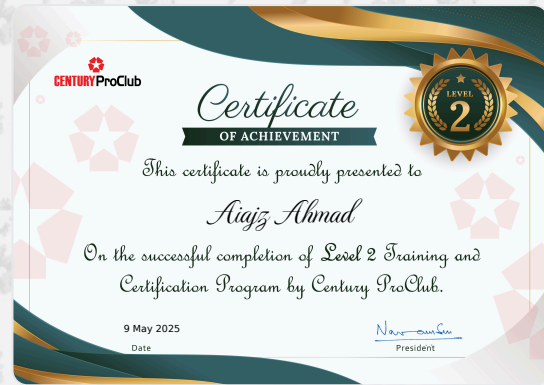 CENTURY ProClub
Certificate
OF ACHIEVEMENT
LEVEL
2
This certificate is proudly presented to
Aiajz Ahmad
On the successful completion of Level 2 Training and
Certification Program by Century ProClub.
9 May 2025
Date
President